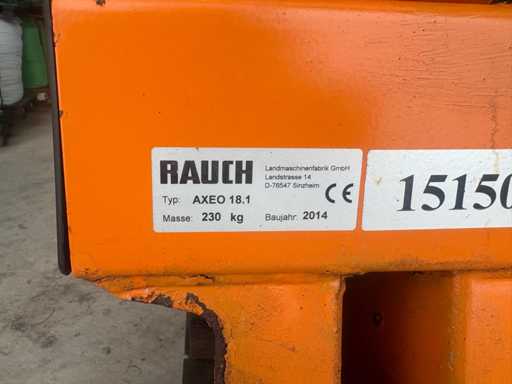 RAUCH
Landmaschinenfabrik GmbH
Landstrasse 14
D-76547 Sinzheim
Typ: AXEO 18.1
CE
Masse: 230 kg
Baujahr: 2014
15150